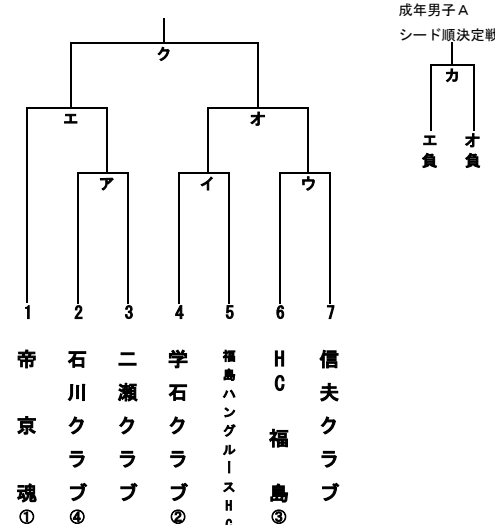 成年男子A
シード順決定戦
ク
カ
エ
オ
エ負
オ負
ア
イ
ウ
1
2
3
4
5
6
7
帝京魂①
石川クラブ④
二瀬クラブ
学石クラブ②
福島ハングルースHC
HC福島③
信夫クラブ